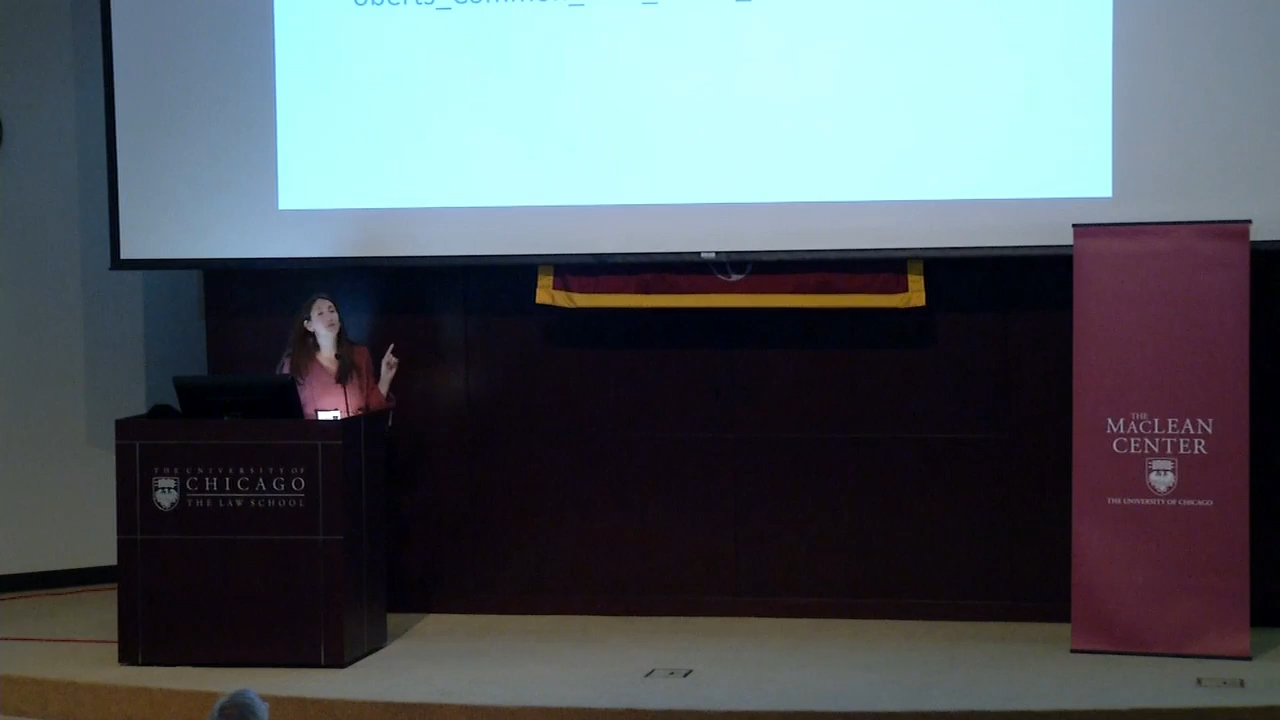 THE UNIVERSITY OF
CHICAGO
THE LAW SCHOOL
THE
MACLEAN
CENTER
THE UNIVERSITY OF CHICAGO